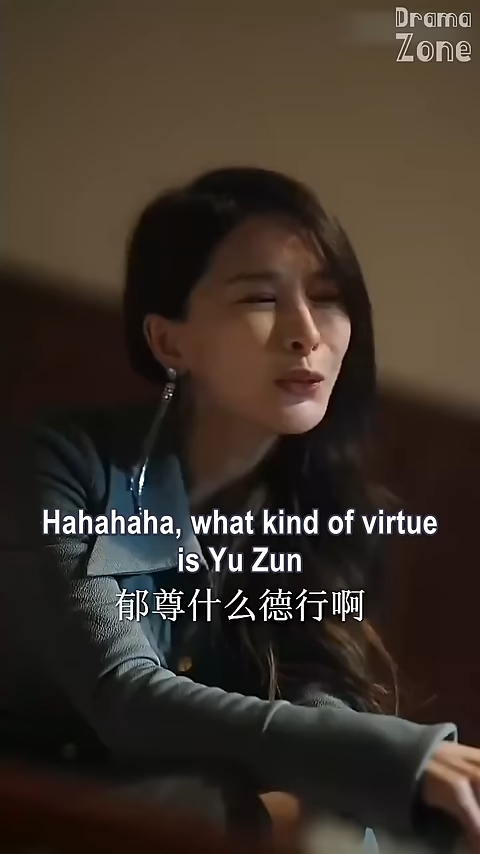 Drama
Zone
Hahahaha, what kind of virtue
is Yu Zun
郁尊什么德行啊